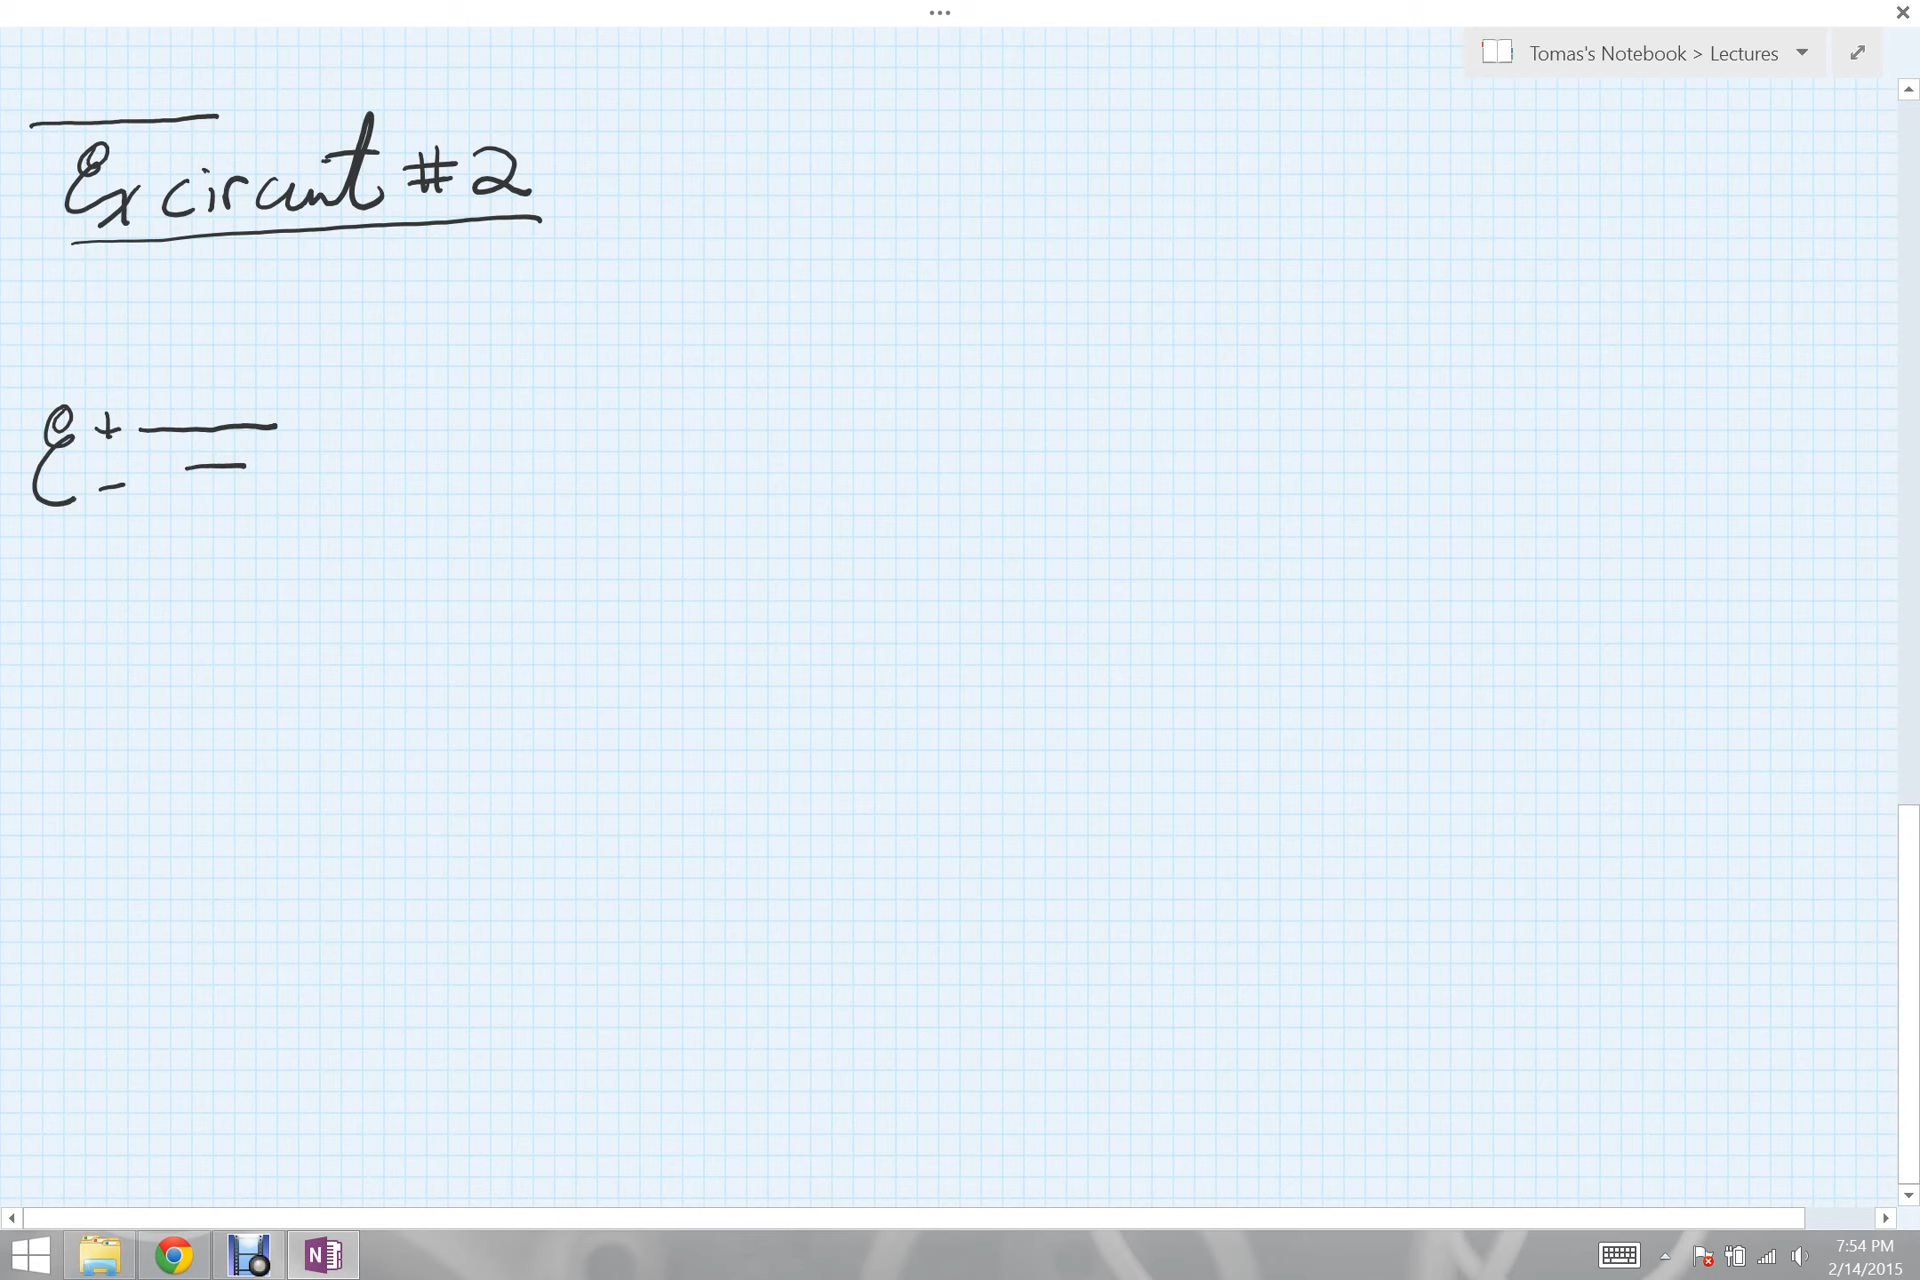 Tomas's Notebook > Lectures
Ex circuit #2
ℰ + −
7:54 PM
2/14/2015